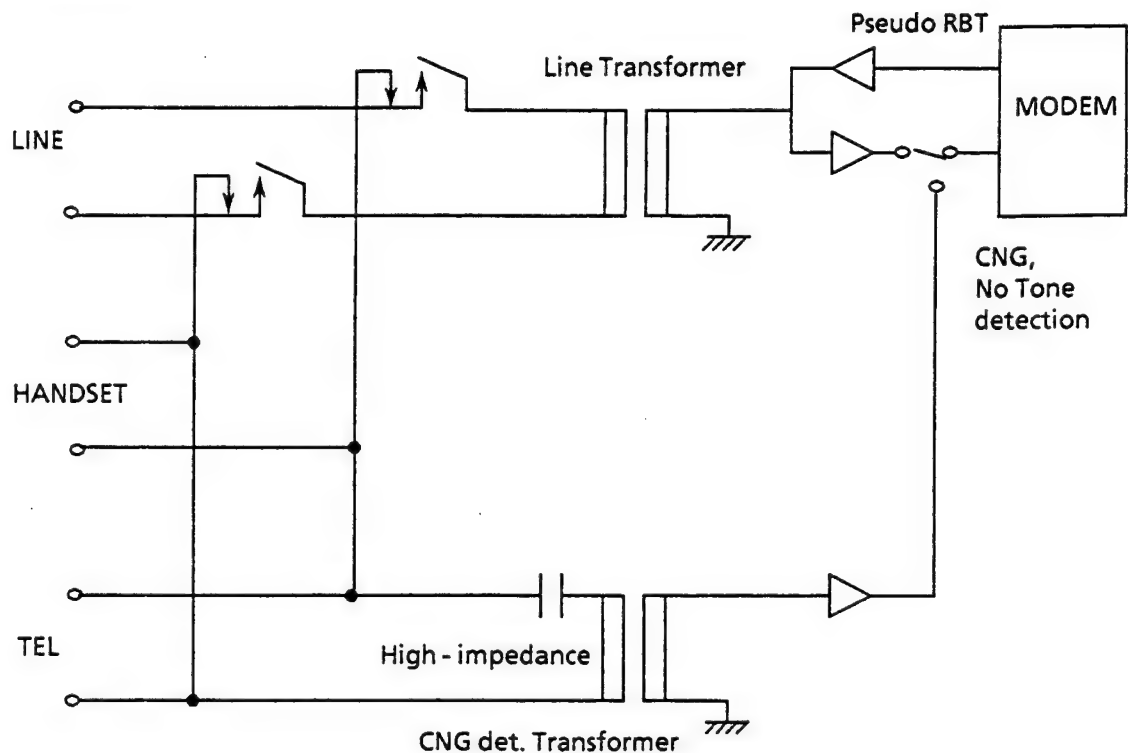 Pseudo RBT
Line Transformer
MODEM
LINE
CNG,
No Tone
detection
HANDSET
TEL
High - impedance
CNG det. Transformer